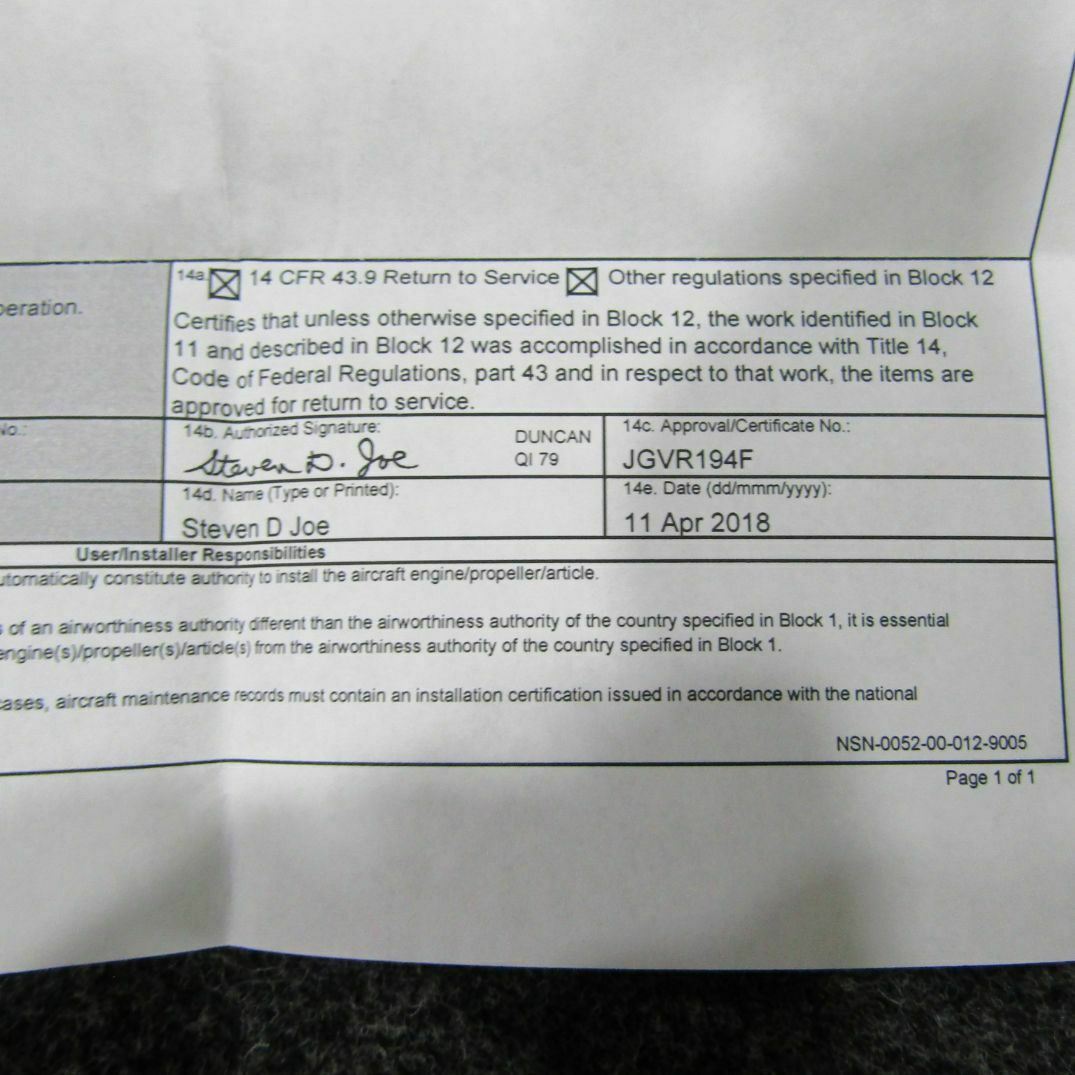 14a. 14 CFR 43.9 Return to Service Other regulations specified in Block 12
Certifies that unless otherwise specified in Block 12, the work identified in Block
11 and described in Block 12 was accomplished in accordance with Title 14,
Code of Federal Regulations, part 43 and in respect to that work, the items are
approved for return to service.
peration.
No.:
14b. Authorized Signature:
Steven D. Joe
DUNCAN
QI 79
14c. Approval/Certificate No.:
JGVR194F
14d. Name (Type or Printed):
Steven D Joe
14e. Date (dd/mmm/yyyy):
11 Apr 2018
User/Installer Responsibilities
utomatically constitute authority to install the aircraft engine/propeller/article.
s of an airworthiness authority different than the airworthiness authority of the country specified in Block 1, it is essential
engine(s)/propeller(s)/article(s) from the airworthiness authority of the country specified in Block 1.
cases, aircraft maintenance records must contain an installation certification issued in accordance with the national
NSN-0052-00-012-9005
Page 1 of 1